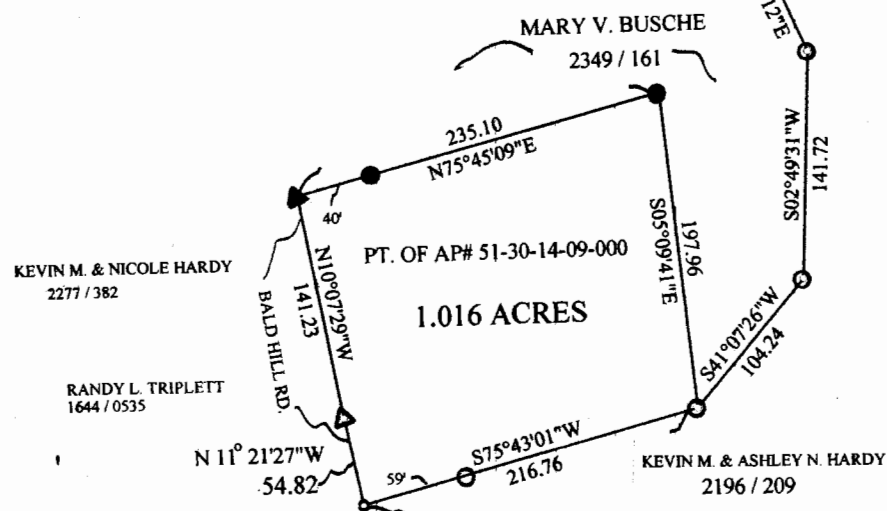 12"E
MARY V. BUSCHE
2349 / 161
235.10
N75°45'09"E
40'
S02°49'31"W
141.72
PT. OF AP# 51-30-14-09-000
1.016 ACRES
S05°09'41"E
197.96
KEVIN M. & NICOLE HARDY
2277 / 382
N10°07'29"W
141.23
BALD HILL RD.
S41°07'26"W
104.24
RANDY L. TRIPLETT
1644 / 0535
N 11° 21'27"W
54.82
59'
S75°43'01"W
216.76
KEVIN M. & ASHLEY N. HARDY
2196 / 209